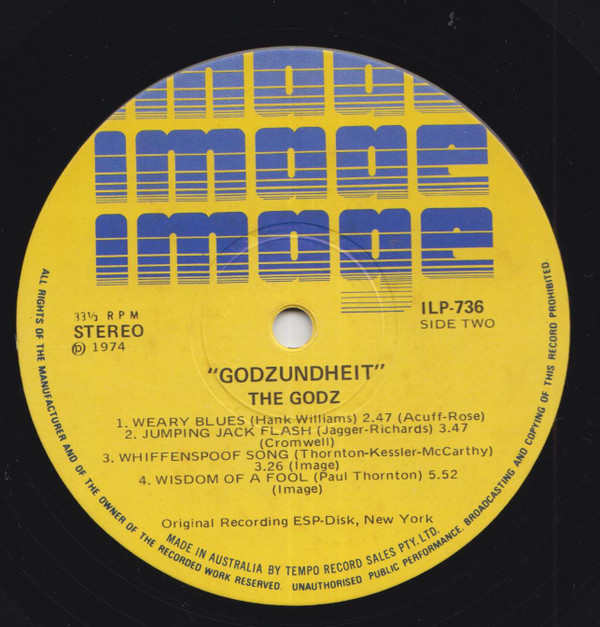 image
image
image
33⅓ RPM
STEREO
℗ 1974
ILP-736
SIDE TWO
"GODZUNDHEIT"
THE GODZ
1. WEARY BLUES (Hank Williams) 2.47 (Acuff-Rose)
2. JUMPING JACK FLASH (Jagger-Richards) 3.47
(Cromwell)
3. WHIFFENSPOOF SONG (Thornton-Kessler-McCarthy)
3.26 (Image)
4. WISDOM OF A FOOL (Paul Thornton) 5.52
(Image)
Original Recording ESP-Disk, New York
MADE IN AUSTRALIA BY TEMPO RECORD SALES PTY. LTD.
ALL RIGHTS OF THE MANUFACTURER AND OF THE OWNER OF THE RECORDED WORK RESERVED. UNAUTHORISED PUBLIC PERFORMANCE, BROADCASTING AND COPYING OF THIS RECORD PROHIBITED.